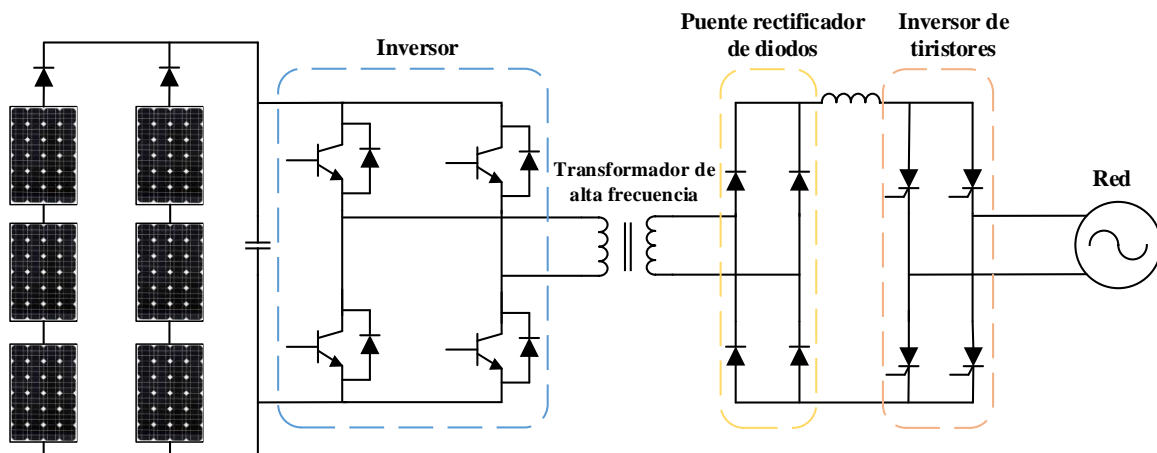 Inversor
Puente rectificador
de diodos
Inversor de
tiristores
Transformador de
alta frecuencia
Red